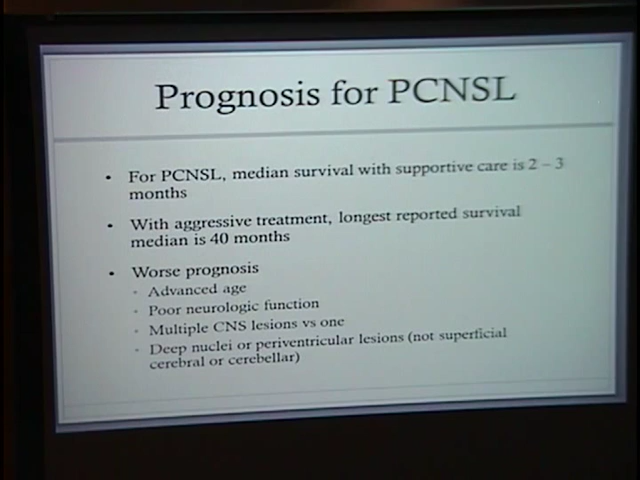 Prognosis for PCNSL
• For PCNSL, median survival with supportive care is 2 – 3
months
• With aggressive treatment, longest reported survival
median is 40 months
• Worse prognosis
• Advanced age
• Poor neurologic function
• Multiple CNS lesions vs one
• Deep nuclei or periventricular lesions (not superficial
cerebral or cerebellar)